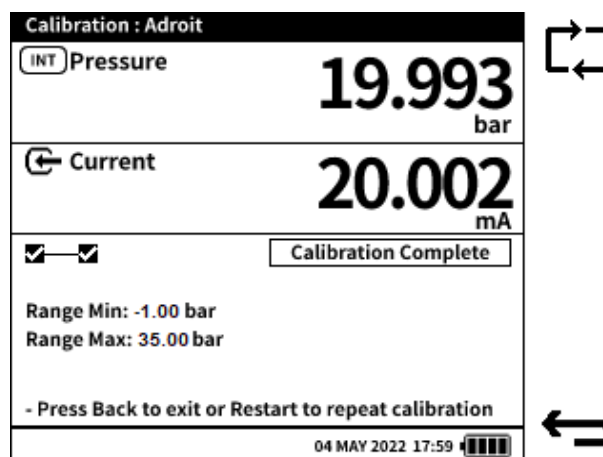 Calibration : Adroit
INT Pressure
19.993
bar
Current
20.002
mA
Calibration Complete
Range Min: -1.00 bar
Range Max: 35.00 bar
- Press Back to exit or Restart to repeat calibration
04 MAY 2022 17:59